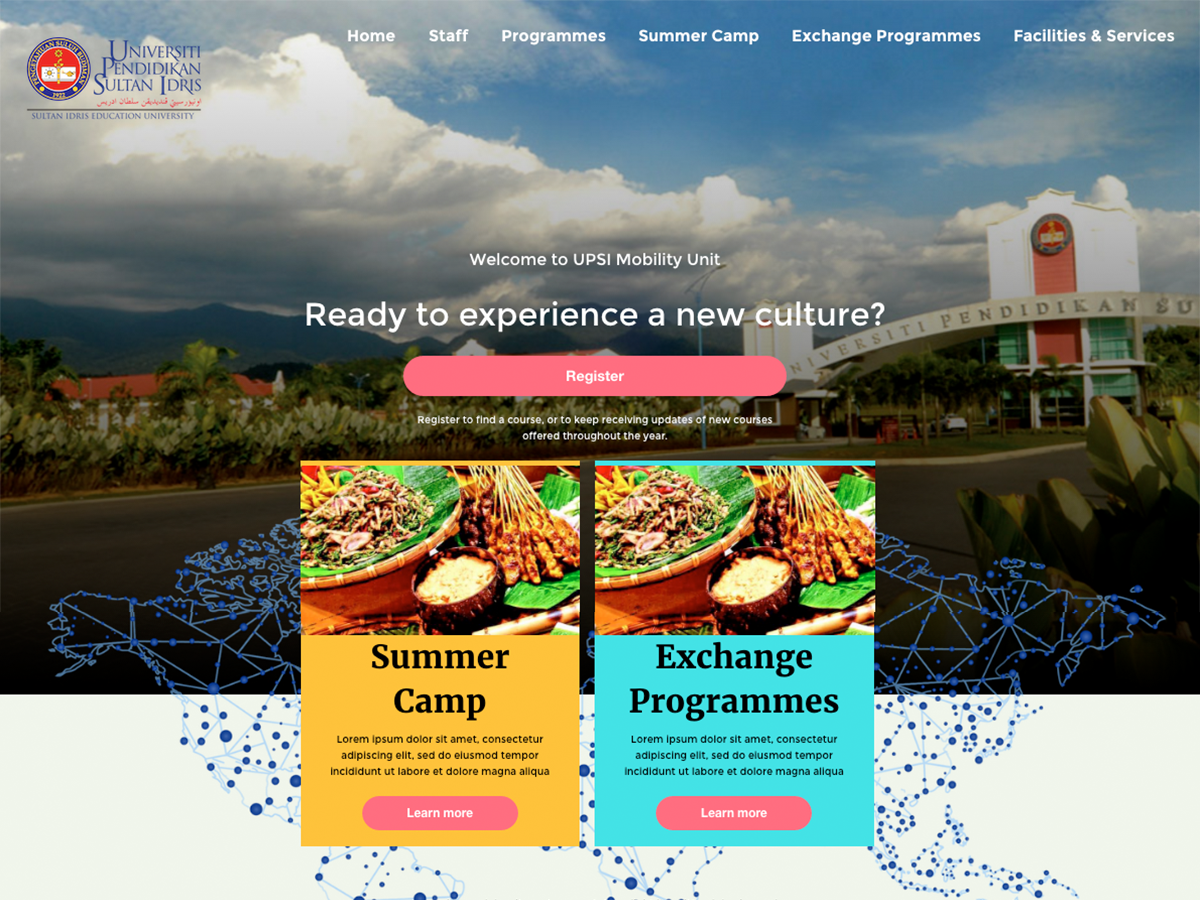 Home Staff Programmes Summer Camp Exchange Programmes Facilities & Services
UNIVERSITI
PENDIDIKAN
SULTAN IDRIS
اونيورسيتي ڤنديديقن سلطان ادريس
SULTAN IDRIS EDUCATION UNIVERSITY
1922
Welcome to UPSI Mobility Unit
Ready to experience a new culture?
UNIVERSITI PENDIDIKAN SU
Register
Register to find a course, or to keep receiving updates of new courses
offered throughout the year.
Summer
Camp
Lorem ipsum dolor sit amet, consectetur
adipiscing elit, sed do eiusmod tempor
incididunt ut labore et dolore magna aliqua
Learn more
Exchange
Programmes
Lorem ipsum dolor sit amet, consectetur
adipiscing elit, sed do eiusmod tempor
incididunt ut labore et dolore magna aliqua
Learn more